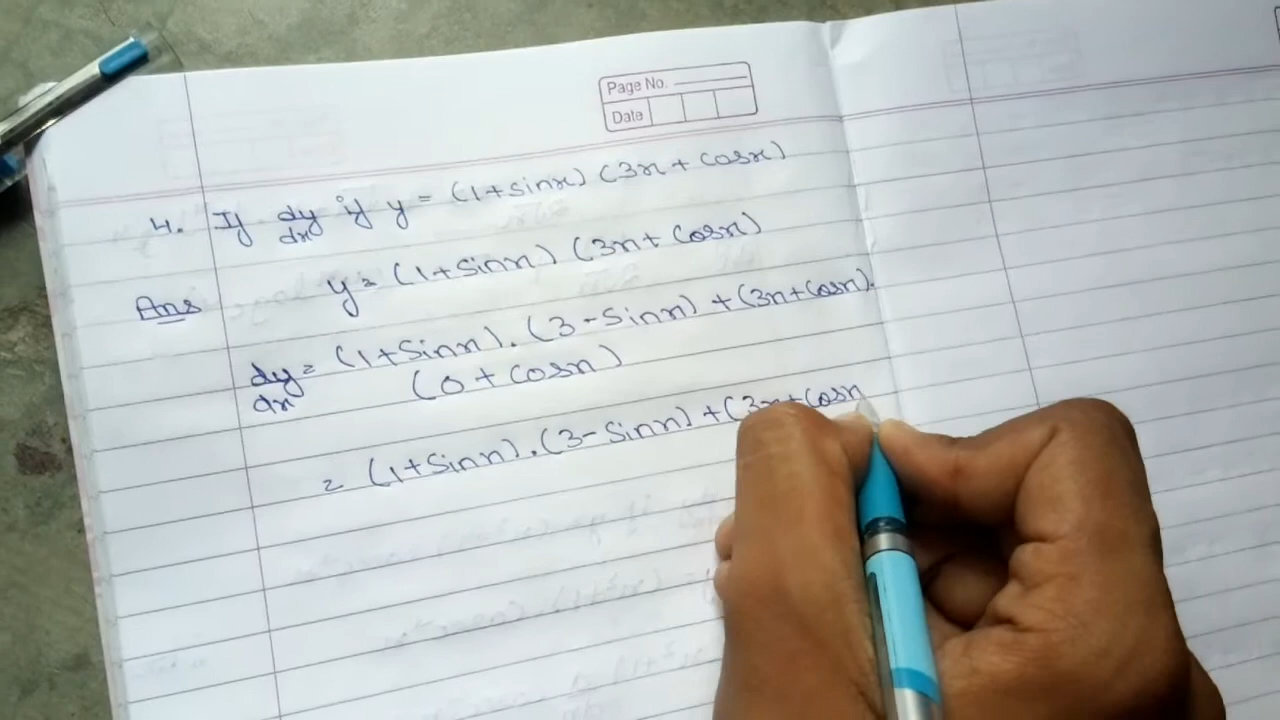 Page No.
Date
4. If dy/dx if y = (1+sinx) (3x + cosx)
Ans y = (1+sinx) (3x + cosx)
dy/dx = (1+sinx). (3-sinx) + (3x+cosx).
(0 + cosx)
= (1+sinx). (3-sinx) + (3x+cosx